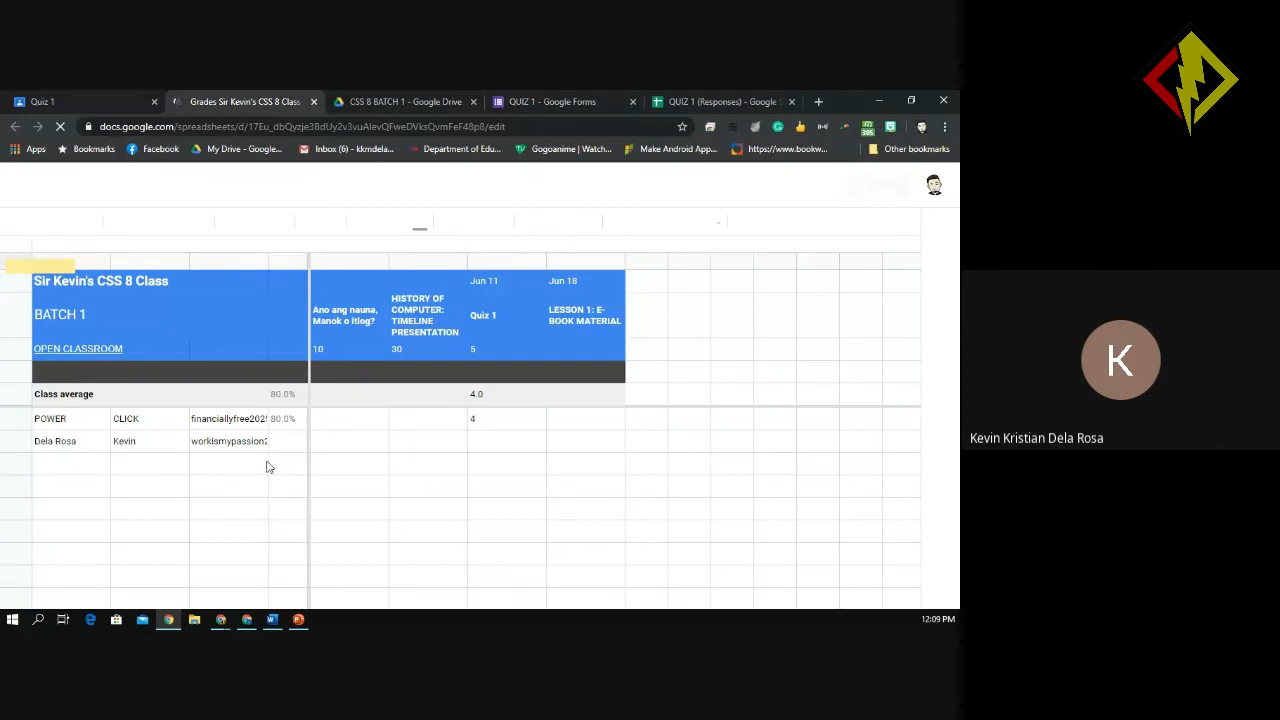 Quiz 1
Grades Sir Kevin's CSS 8 Class
CSS 8 BATCH 1 - Google Drive
QUIZ 1 - Google Forms
QUIZ 1 (Responses) - Google
Apps
Bookmarks
Facebook
My Drive - Google...
Inbox (6) - kkmdela...
Department of Edu...
Gogoanime | Watch...
Make Android App...
https://www.bookw...
Other bookmarks
Sir Kevin's CSS 8 Class
Jun 11
Jun 18
BATCH 1
Ano ang nauna,
Manok o itlog?
HISTORY OF
COMPUTER:
TIMELINE
PRESENTATION
Quiz 1
LESSON 1: E-
BOOK MATERIAL
OPEN CLASSROOM
10
30
5
Class average
80.0%
4.0
POWER
CLICK
80.0%
4
Dela Rosa
Kevin
K
Kevin Kristian Dela Rosa
12:09 PM